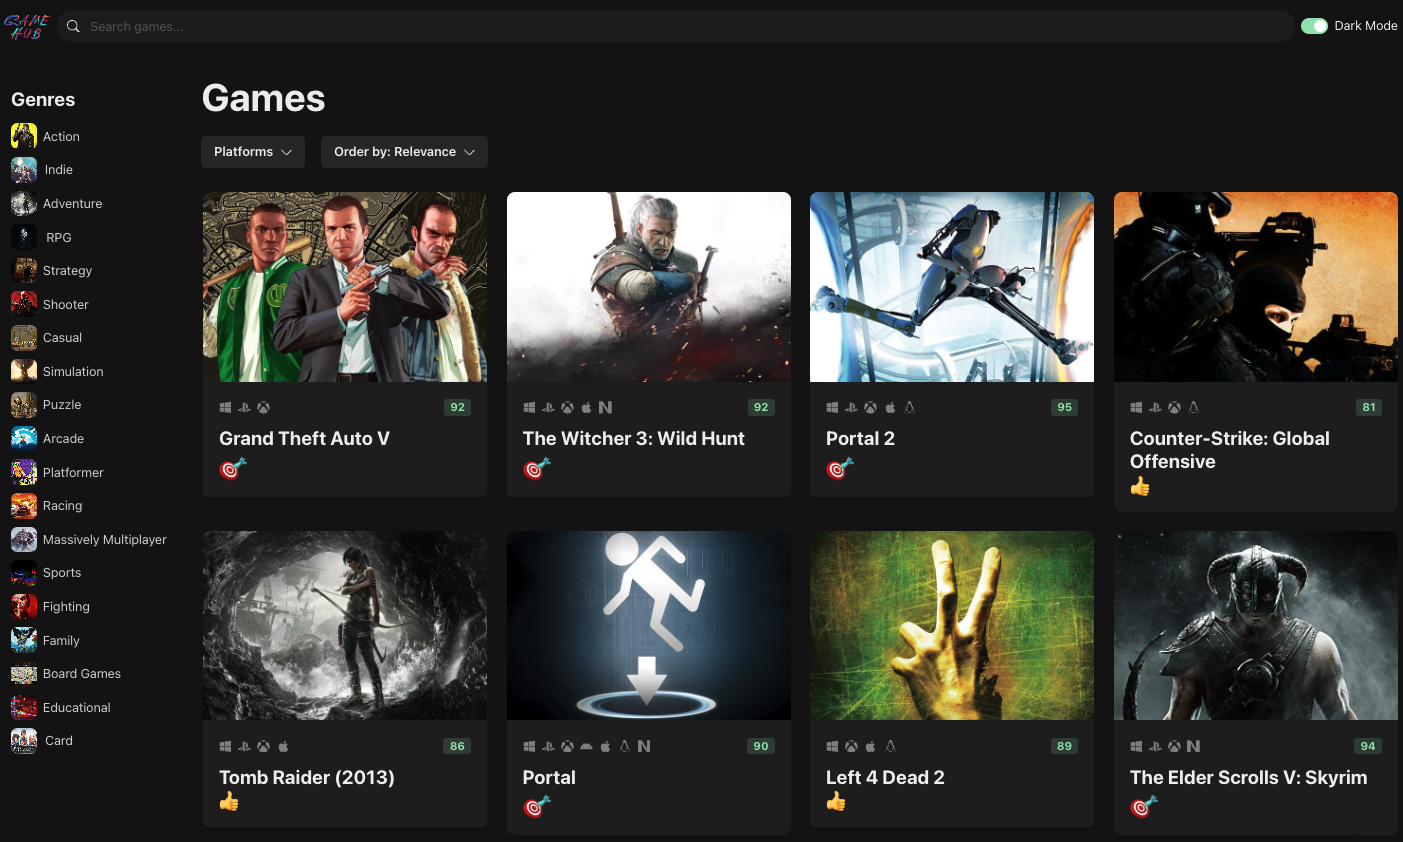 GAME
HUB
Search games...
Dark Mode
Genres
Action
Indie
Adventure
RPG
Strategy
Shooter
Casual
Simulation
Puzzle
Arcade
Platformer
Racing
Massively Multiplayer
Sports
Fighting
Family
Board Games
Educational
Card
Games
Platforms
Order by: Relevance
92
Grand Theft Auto V
92
The Witcher 3: Wild Hunt
95
Portal 2
81
Counter-Strike: Global
Offensive
86
Tomb Raider (2013)
90
Portal
89
Left 4 Dead 2
94
The Elder Scrolls V: Skyrim